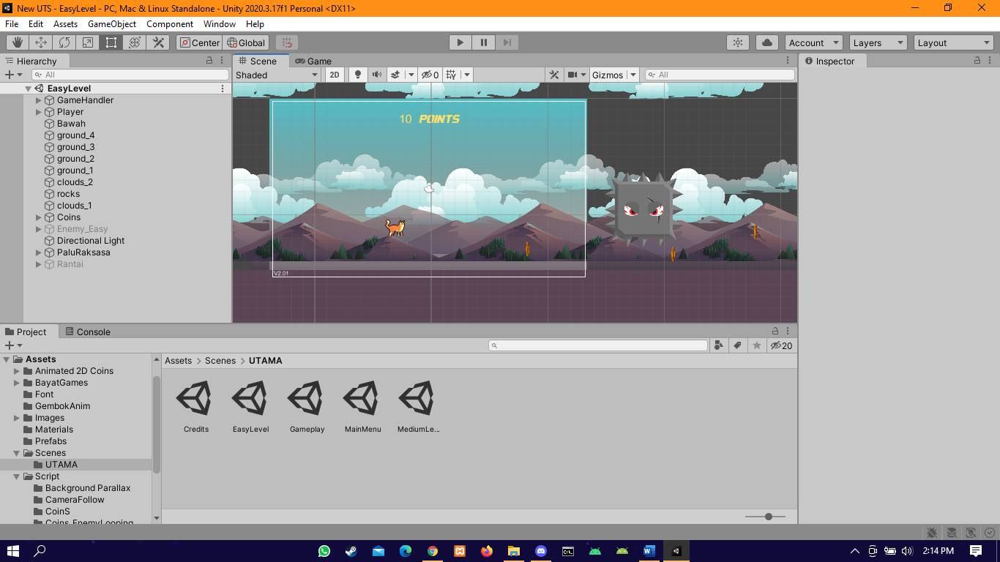 New UTS - EasyLevel - PC, Mac & Linux Standalone - Unity 2020.3.17f1 Personal <DX11>
File Edit Assets GameObject Component Window Help
Center Global Account Layers Layout
Hierarchy
All
EasyLevel
GameHandler
Player
Bawah
ground_4
ground_3
ground_2
ground_1
clouds_2
rocks
clouds_1
Coins
Enemy_Easy
Directional Light
PaluRaksasa
Rantai
Scene Game
Shaded 2D 0 Gizmos All
10 POINTS
V2.01
Inspector
Project Console
20
Assets
Animated 2D Coins
BayatGames
Font
GembokAnim
Images
Materials
Prefabs
Scenes
UTAMA
Script
Background Parallax
CameraFollow
CoinS
Coins_EnemyLooping
Assets > Scenes > UTAMA
Credits EasyLevel Gameplay MainMenu MediumLe...
2:14 PM